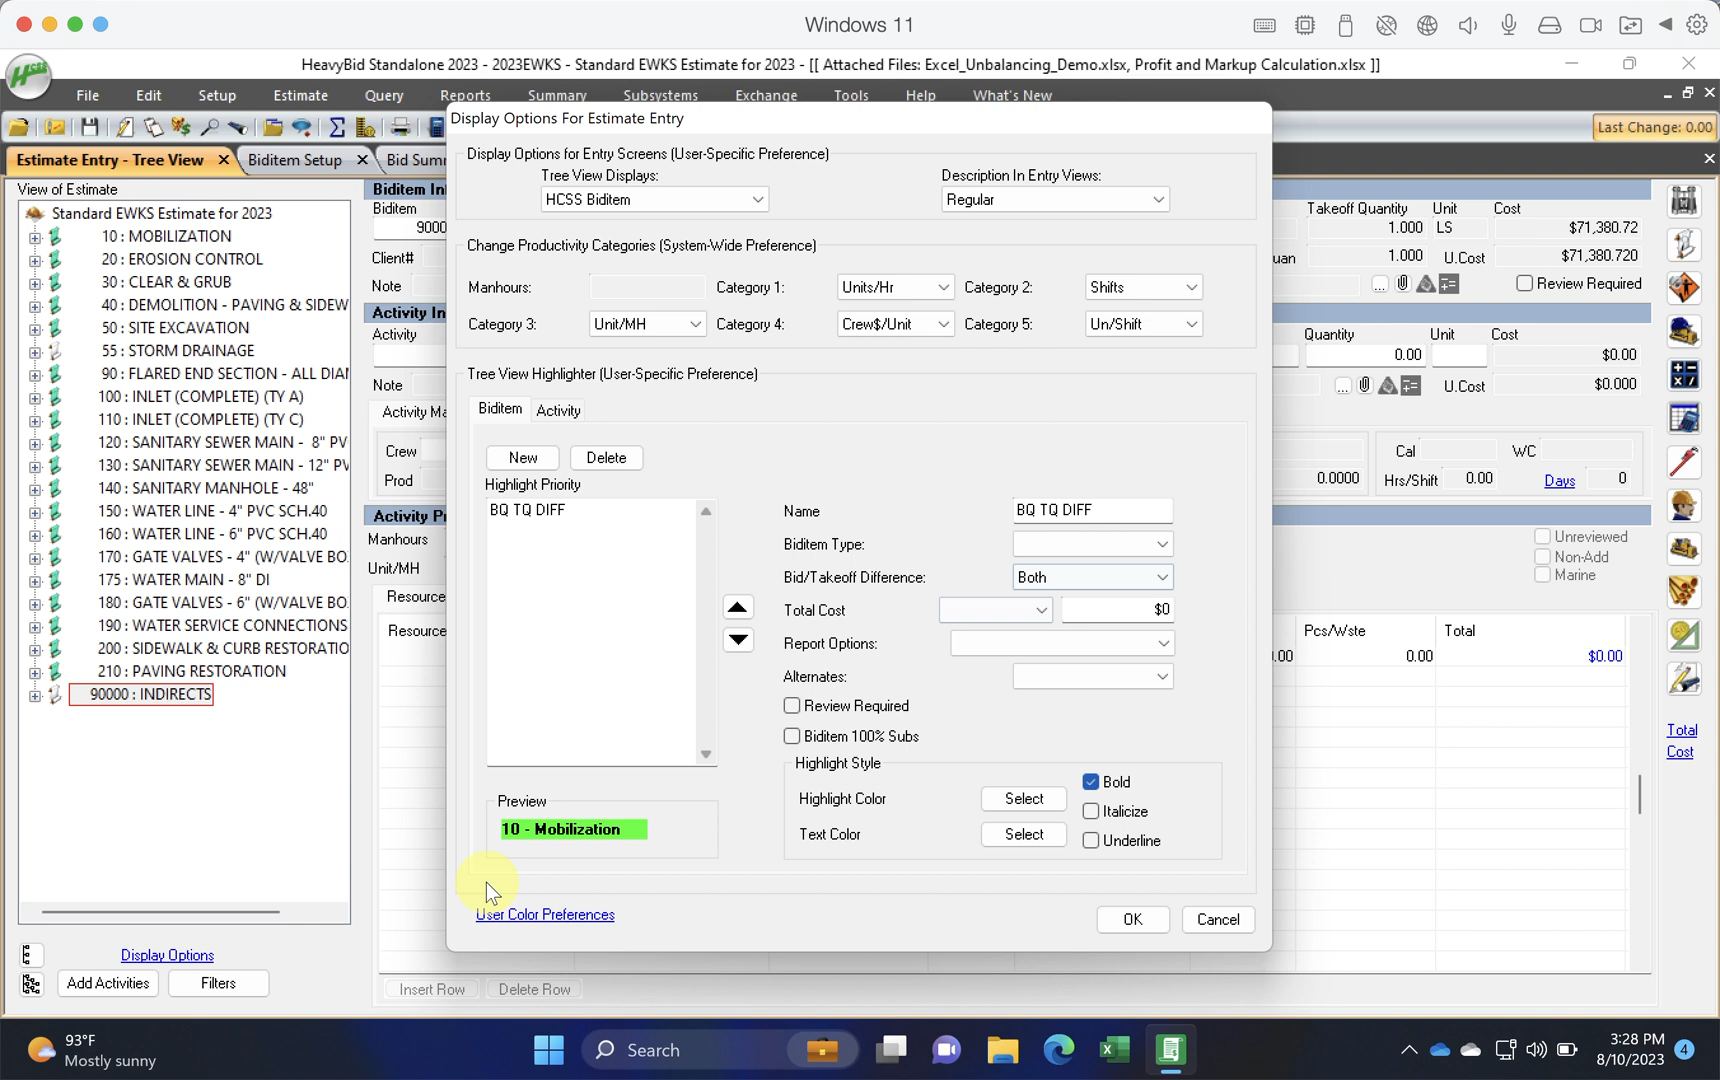 Windows 11
HCSS
HeavyBid Standalone 2023 - 2023EWKS - Standard EWKS Estimate for 2023 - [[ Attached Files: Excel_Unbalancing_Demo.xlsx, Profit and Markup Calculation.xlsx ]]
File Edit Setup Estimate Query Reports Summary Subsystems Exchange Tools Help What's New
Last Change: 0.00
Estimate Entry - Tree View
Biditem Setup
Bid Sum
View of Estimate
Standard EWKS Estimate for 2023
10 : MOBILIZATION
20 : EROSION CONTROL
30 : CLEAR & GRUB
40 : DEMOLITION - PAVING & SIDEW
50 : SITE EXCAVATION
55 : STORM DRAINAGE
90 : FLARED END SECTION - ALL DIA
100 : INLET (COMPLETE) (TY A)
110 : INLET (COMPLETE) (TY C)
120 : SANITARY SEWER MAIN - 8" PV
130 : SANITARY SEWER MAIN - 12" PV
140 : SANITARY MANHOLE - 48"
150 : WATER LINE - 4" PVC SCH.40
160 : WATER LINE - 6" PVC SCH.40
170 : GATE VALVES - 4" (W/VALVE BO
175 : WATER MAIN - 8" DI
180 : GATE VALVES - 6" (W/VALVE BO
190 : WATER SERVICE CONNECTIONS
200 : SIDEWALK & CURB RESTORATIO
210 : PAVING RESTORATION
90000 : INDIRECTS
Display Options
Add Activities
Filters
Biditem In
Biditem
9000
Client#
Note
Activity In
Activity
Note
Activity Ma
Crew
Prod
Activity P
Manhours
Unit/MH
Resource
Resource
Insert Row
Delete Row
Display Options For Estimate Entry
Display Options for Entry Screens (User-Specific Preference)
Tree View Displays:
HCSS Biditem
Description In Entry Views:
Regular
Change Productivity Categories (System-Wide Preference)
Manhours:
Category 1: Units/Hr
Category 2: Shifts
Category 3: Unit/MH
Category 4: Crew$/Unit
Category 5: Un/Shift
Tree View Highlighter (User-Specific Preference)
Biditem
Activity
New
Delete
Highlight Priority
BQ TQ DIFF
Name BQ TQ DIFF
Biditem Type:
Bid/Takeoff Difference: Both
Total Cost $0
Report Options:
Alternates:
Review Required
Biditem 100% Subs
Highlight Style
Highlight Color Select
Text Color Select
Bold
Italicize
Underline
Preview
10 - Mobilization
User Color Preferences
OK
Cancel
Takeoff Quantity Unit Cost
1.000 LS $71,380.72
uan 1.000 U.Cost $71,380.720
... Review Required
Quantity Unit Cost
0.00 $0.00
... U.Cost $0.000
Cal WC
0.0000 Hrs/Shift 0.00 Days 0
Unreviewed
Non-Add
Marine
Pcs/Wste Total
.00 0.00 $0.00
Total
Cost
93°F
Mostly sunny
Search
3:28 PM
8/10/2023
4